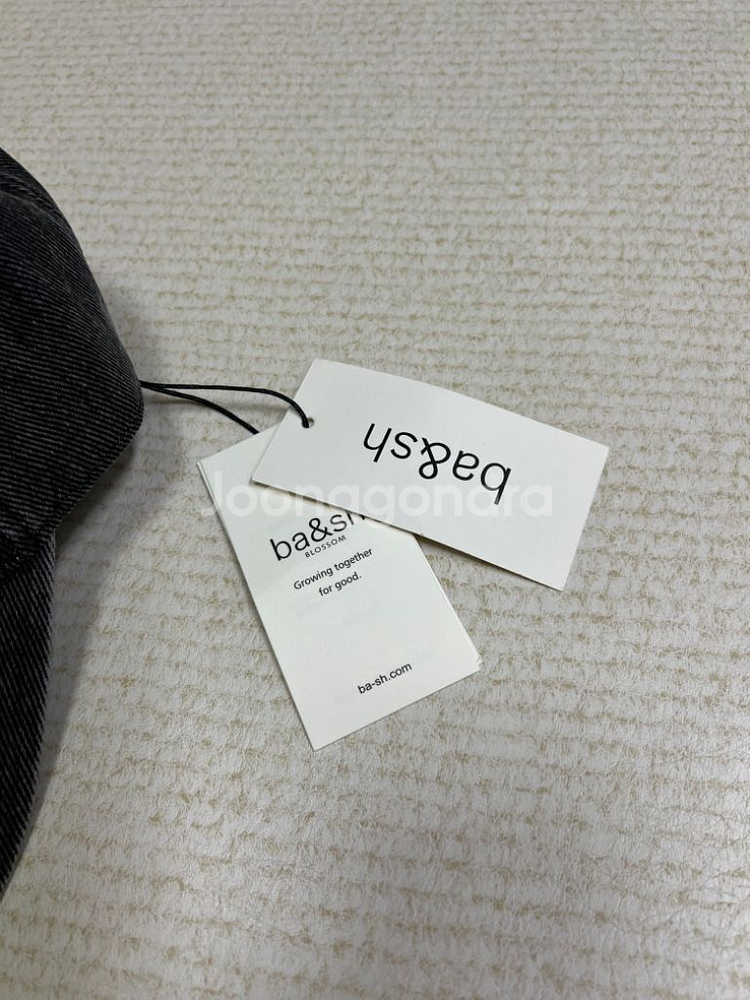 ba&sh
Joonggonara
ba&sh
BLOSSOM
Growing together
for good.
ba-sh.com